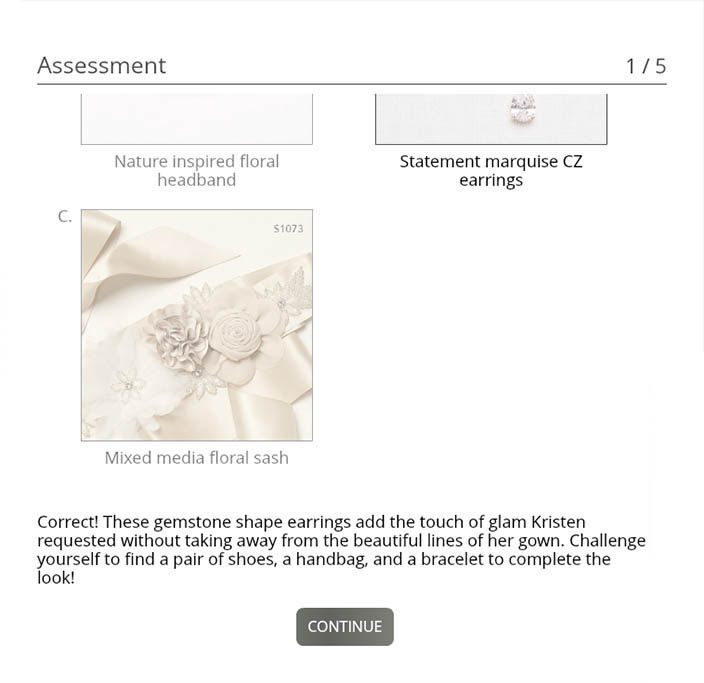 Assessment
1 / 5
Nature inspired floral
headband
Statement marquise CZ
earrings
C.
S1073
Mixed media floral sash
Correct! These gemstone shape earrings add the touch of glam Kristen
requested without taking away from the beautiful lines of her gown. Challenge
yourself to find a pair of shoes, a handbag, and a bracelet to complete the
look!
CONTINUE